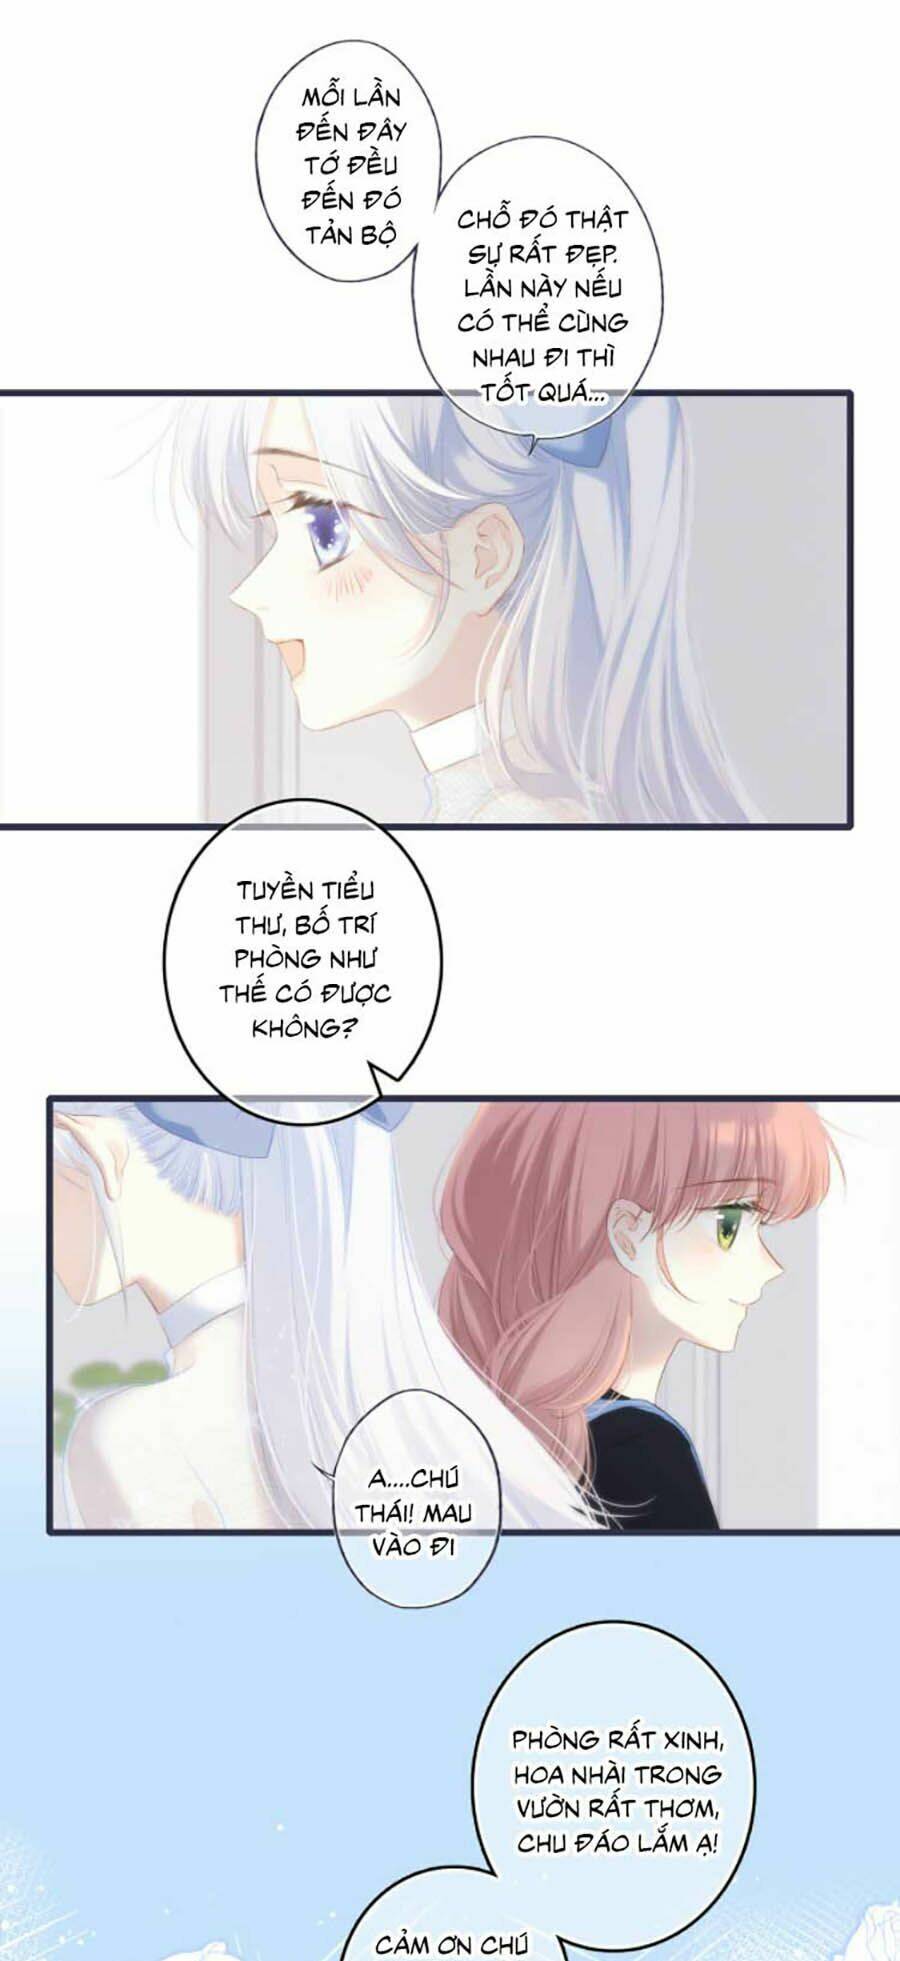 MỖI LẦN
ĐẾN ĐÂY
TỚ ĐỀU
ĐẾN ĐÓ
TẢN BỘ
CHỖ ĐÓ THẬT
SỰ RẤT ĐẸP.
LẦN NÀY NẾU
CÓ THỂ CÙNG
NHAU ĐI THÌ
TỐT QUÁ...
TUYỀN TIỂU
THƯ, BỐ TRÍ
PHÒNG NHƯ
THẾ CÓ ĐƯỢC
KHÔNG?
A....CHÚ
THÁI! MAU
VÀO ĐI
PHÒNG RẤT XINH,
HOA NHÀI TRONG
VƯỜN RẤT THƠM,
CHU ĐÁO LẮM Ạ!
CẢM ƠN CHÚ